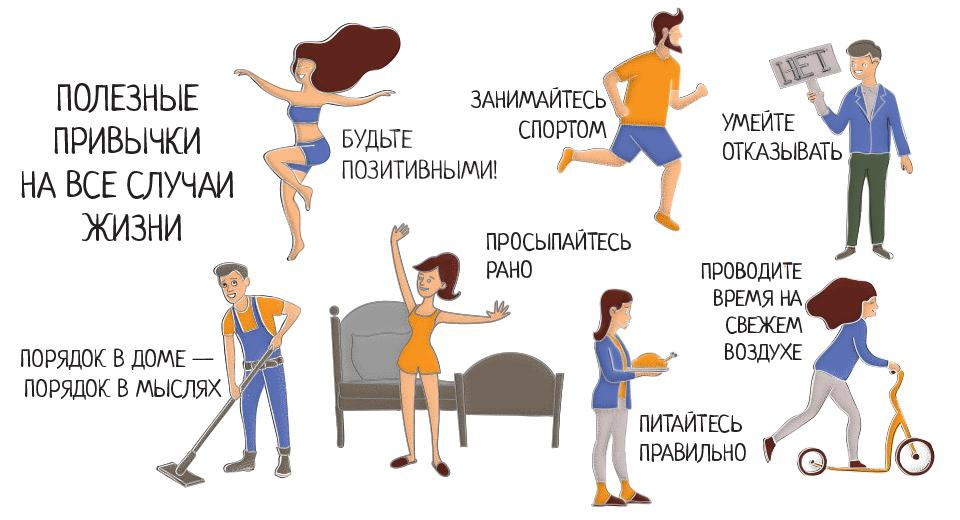 ПОЛЕЗНЫЕ
ПРИВЫЧКИ
НА ВСЕ СЛУЧАИ
ЖИЗНИ
БУДЬТЕ
ПОЗИТИВНЫМИ!
ЗАНИМАЙТЕСЬ
СПОРТОМ
НЕТ
УМЕЙТЕ
ОТКАЗЫВАТЬ
ПОРЯДОК В ДОМЕ —
ПОРЯДОК В МЫСЛЯХ
ПРОСЫПАЙТЕСЬ
РАНО
ПИТАЙТЕСЬ
ПРАВИЛЬНО
ПРОВОДИТЕ
ВРЕМЯ НА
СВЕЖЕМ
ВОЗДУХЕ